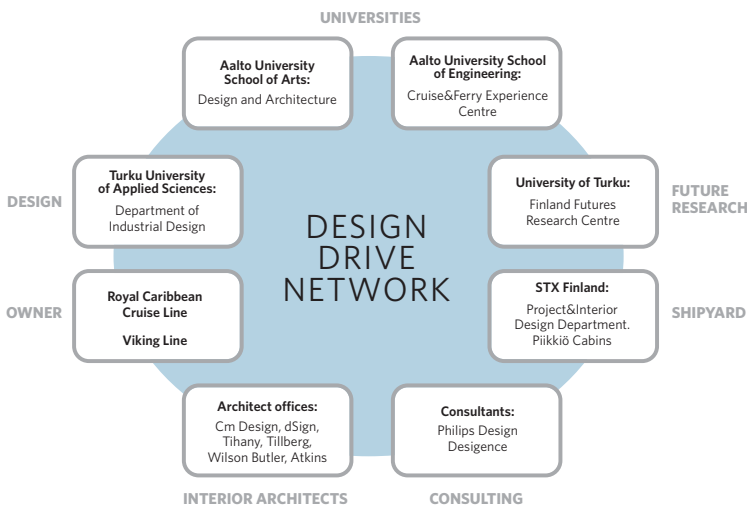 UNIVERSITIES
Aalto University
School of Arts:
Design and Architecture
Aalto University School
of Engineering:
Cruise&Ferry Experience
Centre
DESIGN
Turku University
of Applied Sciences:
Department of
Industrial Design
University of Turku:
Finland Futures
Research Centre
FUTURE
RESEARCH
DESIGN
DRIVE
NETWORK
OWNER
Royal Caribbean
Cruise Line
Viking Line
STX Finland:
Project&Interior
Design Department.
Piikkiö Cabins
SHIPYARD
Architect offices:
Cm Design, dSign,
Tihany, Tillberg,
Wilson Butler, Atkins
Consultants:
Philips Design
Desigence
INTERIOR ARCHITECTS
CONSULTING